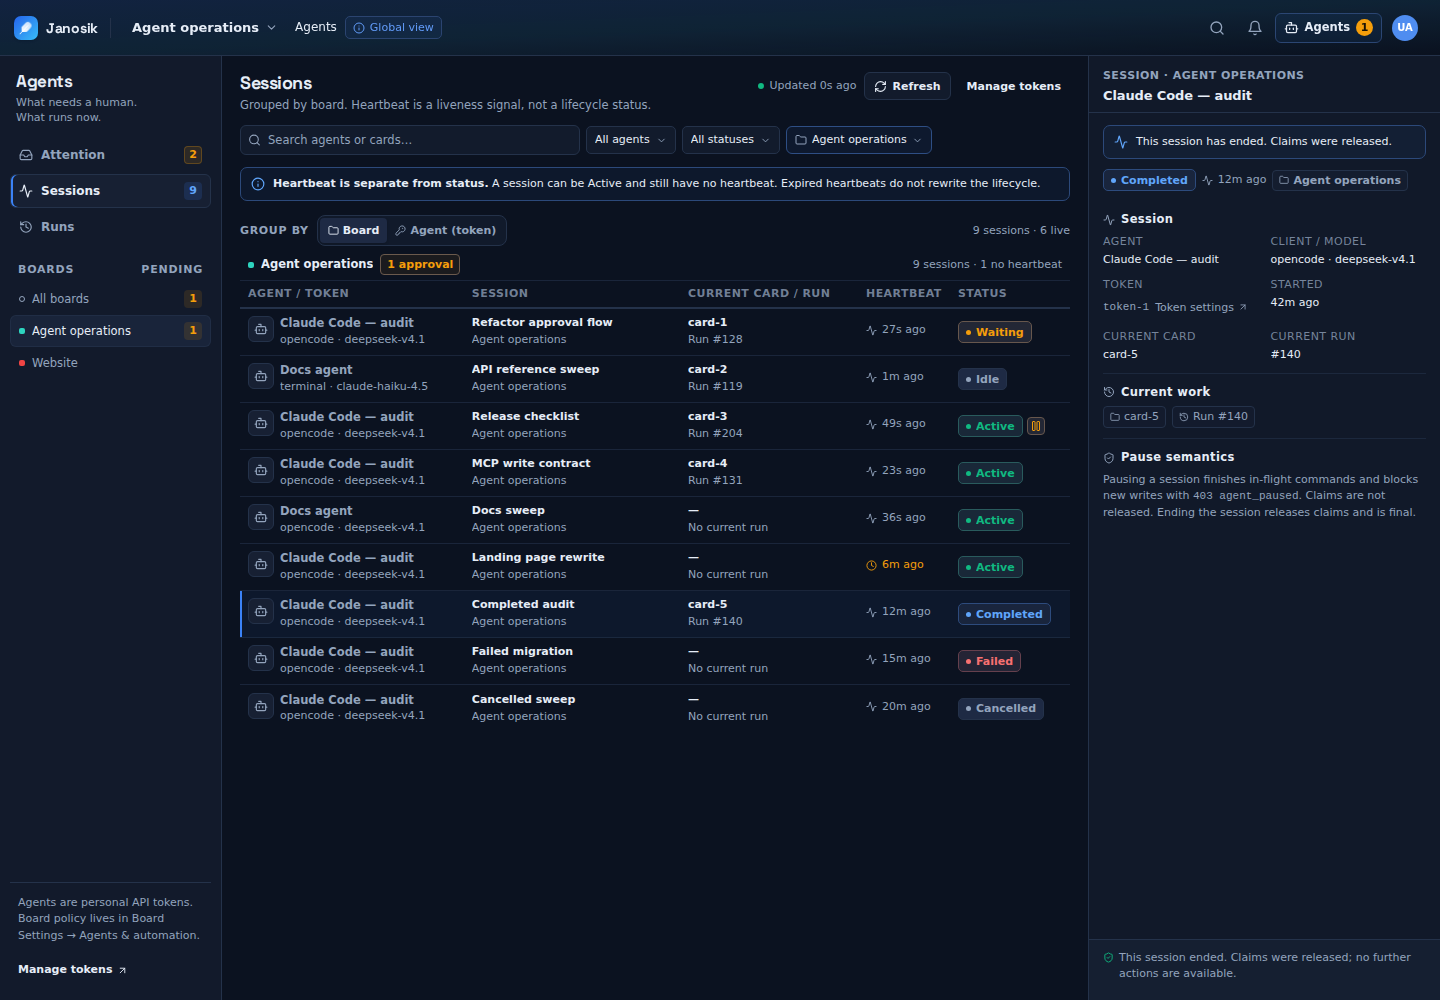 Janosik
Agent operations
Agents
Global view
Agents 1
UA
Agents
What needs a human.
What runs now.
Attention 2
Sessions 9
Runs
BOARDS PENDING
All boards 1
Agent operations 1
Website
Agents are personal API tokens.
Board policy lives in Board
Settings → Agents & automation.
Manage tokens
Sessions
Grouped by board. Heartbeat is a liveness signal, not a lifecycle status.
Updated 0s ago
Refresh
Manage tokens
Search agents or cards…
All agents
All statuses
Agent operations
Heartbeat is separate from status. A session can be Active and still have no heartbeat. Expired heartbeats do not rewrite the lifecycle.
GROUP BY Board Agent (token)
9 sessions · 6 live
Agent operations 1 approval
9 sessions · 1 no heartbeat
AGENT / TOKEN SESSION CURRENT CARD / RUN HEARTBEAT STATUS
Claude Code — audit Refactor approval flow card-1 27s ago Waiting
opencode · deepseek-v4.1 Agent operations Run #128
Docs agent API reference sweep card-2 1m ago Idle
terminal · claude-haiku-4.5 Agent operations Run #119
Claude Code — audit Release checklist card-3 49s ago Active
opencode · deepseek-v4.1 Agent operations Run #204
Claude Code — audit MCP write contract card-4 23s ago Active
opencode · deepseek-v4.1 Agent operations Run #131
Docs agent Docs sweep — 36s ago Active
opencode · deepseek-v4.1 Agent operations No current run
Claude Code — audit Landing page rewrite — 6m ago Active
opencode · deepseek-v4.1 Agent operations No current run
Claude Code — audit Completed audit card-5 12m ago Completed
opencode · deepseek-v4.1 Agent operations Run #140
Claude Code — audit Failed migration — 15m ago Failed
opencode · deepseek-v4.1 Agent operations No current run
Claude Code — audit Cancelled sweep — 20m ago Cancelled
opencode · deepseek-v4.1 Agent operations No current run
SESSION · AGENT OPERATIONS
Claude Code — audit
This session has ended. Claims were released.
Completed 12m ago Agent operations
Session
AGENT CLIENT / MODEL
Claude Code — audit opencode · deepseek-v4.1
TOKEN STARTED
token-1 Token settings 42m ago
CURRENT CARD CURRENT RUN
card-5 #140
Current work
card-5 Run #140
Pause semantics
Pausing a session finishes in-flight commands and blocks
new writes with 403 agent_paused. Claims are not
released. Ending the session releases claims and is final.
This session ended. Claims were released; no further
actions are available.